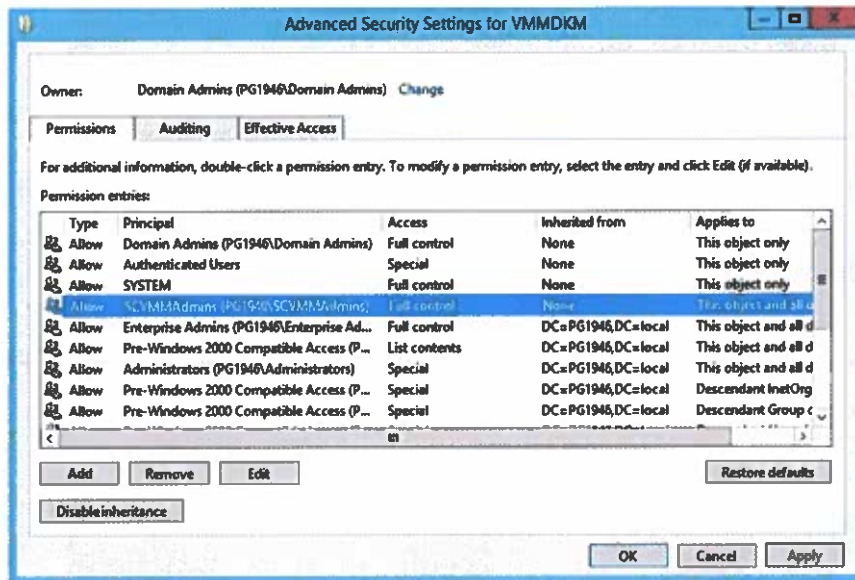 Advanced Security Settings for VMMDKM
Owner: Domain Admins (PG1946\Domain Admins) Change
Permissions Auditing Effective Access
For additional information, double-click a permission entry. To modify a permission entry, select the entry and click Edit (if available).
Permission entries:
Type Principal Access Inherited from Applies to
Allow Domain Admins (PG1946\Domain Admins) Full control None This object only
Allow Authenticated Users Special None This object only
Allow SYSTEM Full control None This object only
Allow SCVMMAdmins (PG1946\SCVMMAdmins) Full control None This object and all d
Allow Enterprise Admins (PG1946\Enterprise Ad... Full control DC=PG1946,DC=local This object and all d
Allow Pre-Windows 2000 Compatible Access (P... List contents DC=PG1946,DC=local This object and all d
Allow Administrators (PG1946\Administrators) Special DC=PG1946,DC=local This object and all d
Allow Pre-Windows 2000 Compatible Access (P... Special DC=PG1946,DC=local Descendant InetOrg
Allow Pre-Windows 2000 Compatible Access (P... Special DC=PG1946,DC=local Descendant Group c
Add Remove Edit Restore defaults
Disable inheritance
OK Cancel Apply